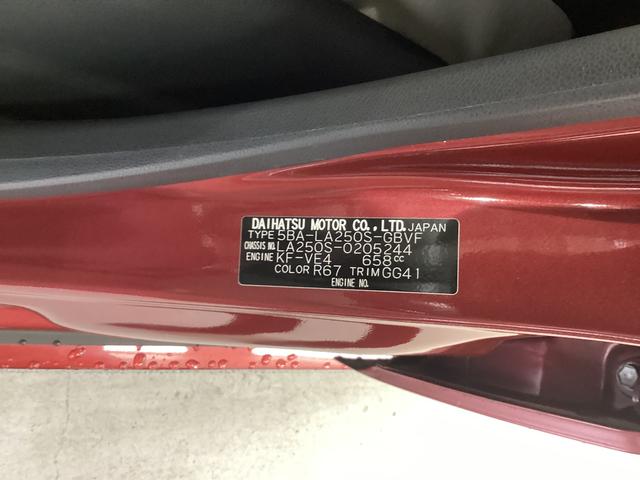 DAIHATSU MOTOR CO.,LTD. JAPAN
TYPE 5BA-LA250S-GBVF
CHASSIS NO. LA250S-0205244
ENGINE KF-VE4 658cc
COLOR R67 TRIM GG41
ENGINE NO.